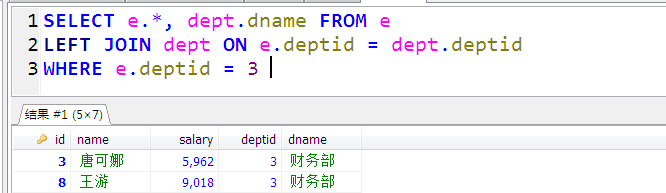 1 SELECT e.*, dept.dname FROM e
2 LEFT JOIN dept ON e.deptid = dept.deptid
3 WHERE e.deptid = 3
结果 #1 (5×7)
id name salary deptid dname
3 唐可娜 5,962 3 财务部
8 王游 9,018 3 财务部